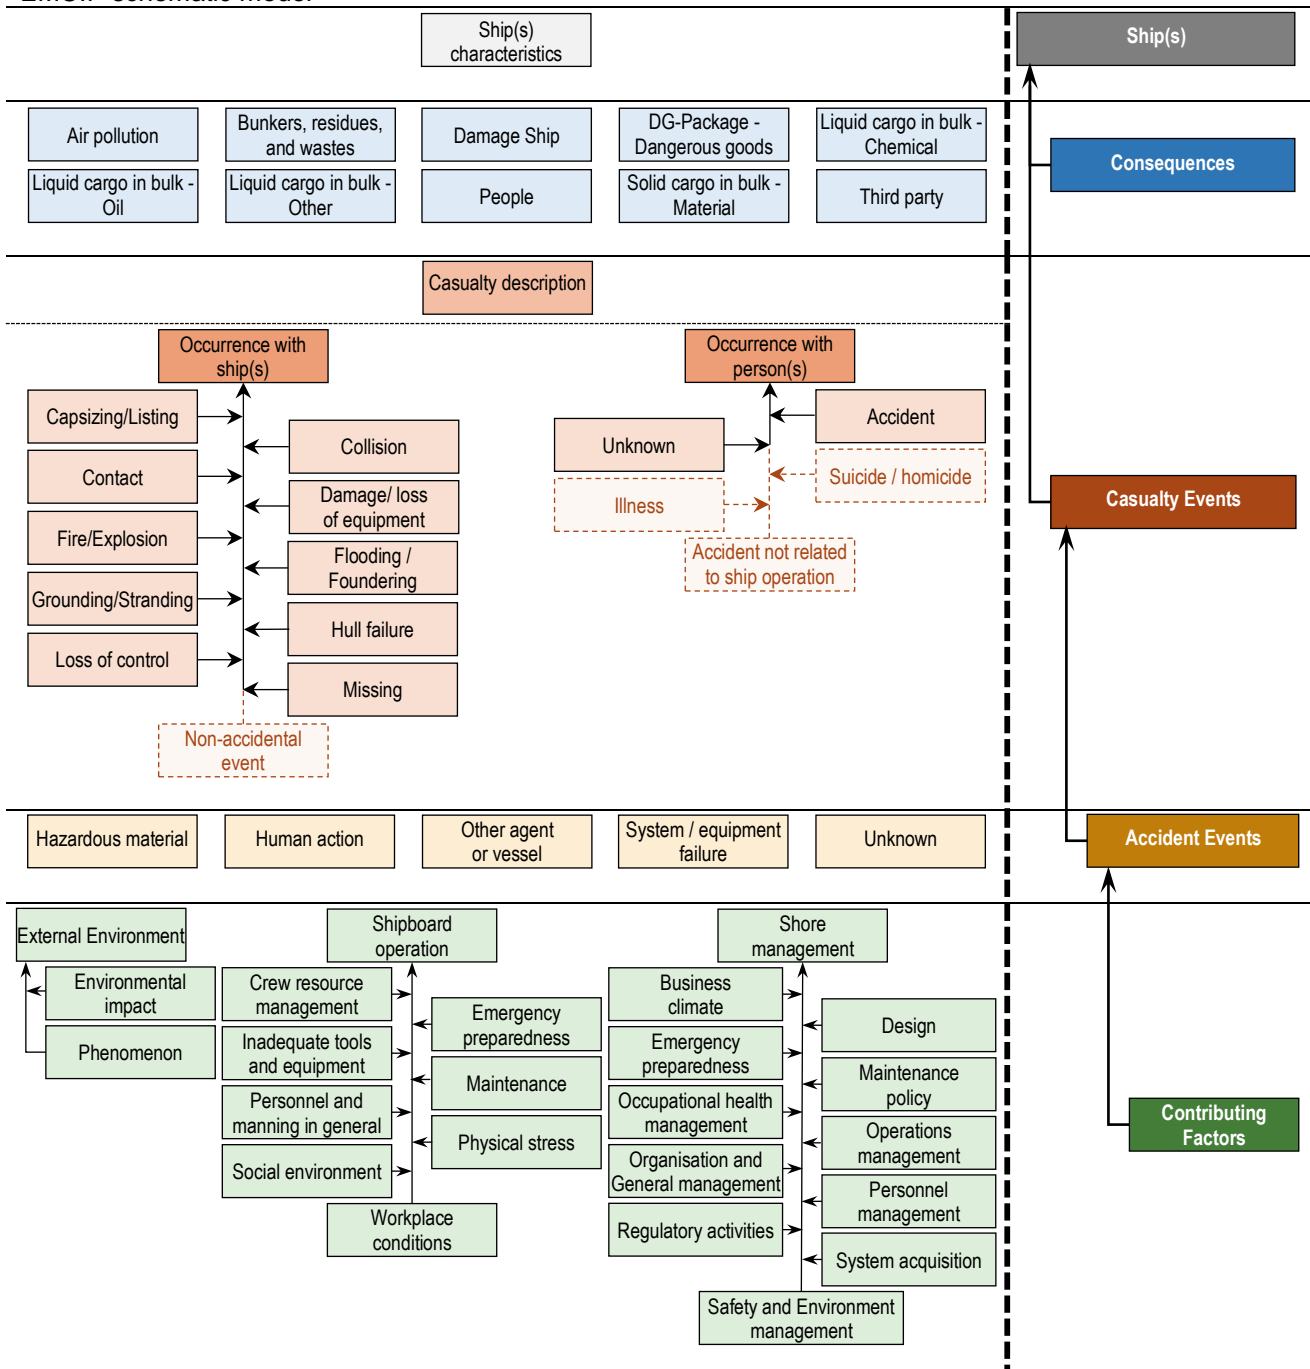 EMCIP schematic model
Ship(s)
characteristics
Ship(s)
Air pollution
Bunkers, residues,
and wastes
Damage Ship
DG-Package -
Dangerous goods
Liquid cargo in bulk -
Chemical
Consequences
Liquid cargo in bulk -
Oil
Liquid cargo in bulk -
Other
People
Solid cargo in bulk -
Material
Third party
Casualty description
Occurrence with
ship(s)
Capsizing/Listing
Collision
Contact
Damage/ loss
of equipment
Fire/Explosion
Flooding /
Foundering
Grounding/Stranding
Hull failure
Loss of control
Missing
Non-accidental
event
Occurrence with
person(s)
Accident
Unknown
Suicide / homicide
Illness
Accident not related
to ship operation
Casualty Events
Hazardous material
Human action
Other agent
or vessel
System / equipment
failure
Unknown
Accident Events
External Environment
Environmental
impact
Phenomenon
Shipboard
operation
Crew resource
management
Emergency
preparedness
Inadequate tools
and equipment
Maintenance
Personnel and
manning in general
Physical stress
Social environment
Workplace
conditions
Shore
management
Business
climate
Design
Emergency
preparedness
Maintenance
policy
Occupational health
management
Operations
management
Organisation and
General management
Personnel
management
Regulatory activities
System acquisition
Safety and Environment
management
Contributing
Factors